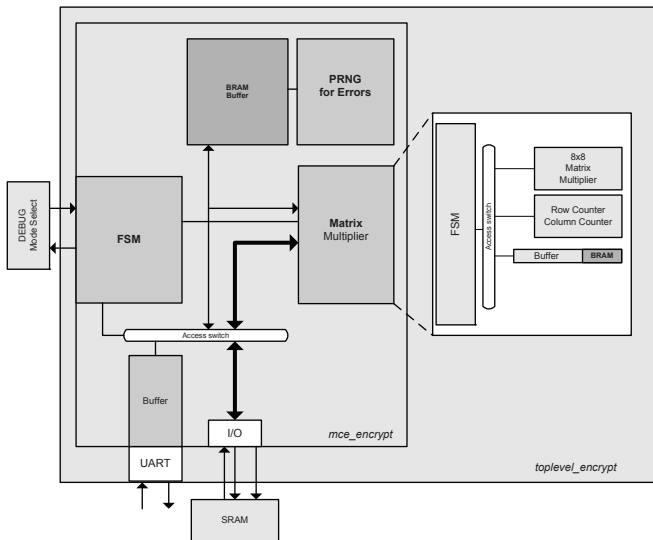 BRAM
Buffer
PRNG
for Errors
DEBUG
Mode Select
FSM
Matrix
Multiplier
FSM
Access switch
8x8
Matrix
Multiplier
Row Counter
Column Counter
Buffer
BRAM
Access switch
Buffer
I/O
mce_encrypt
UART
toplevel_encrypt
SRAM